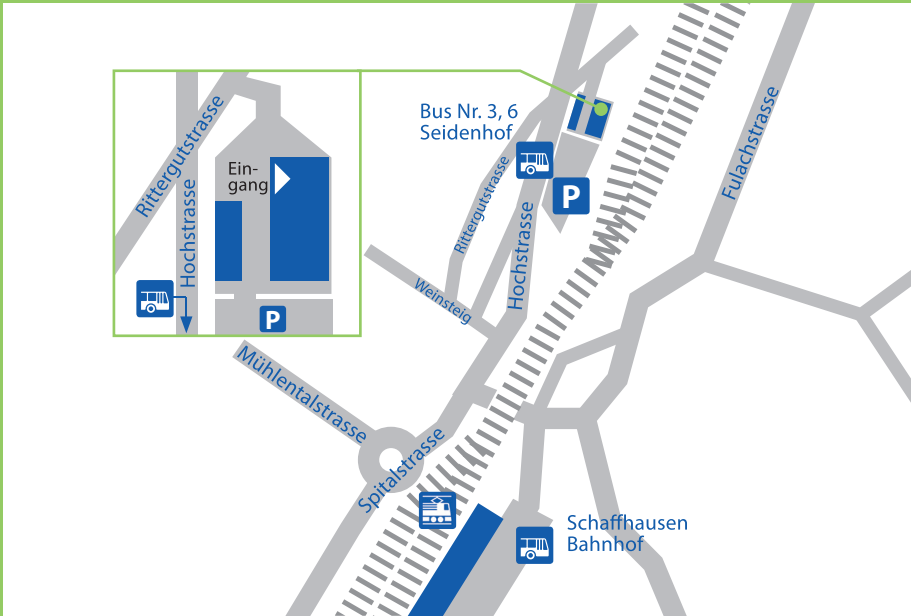 Rittergutstrasse
Hochstrasse
Ein-
gang
P
Bus Nr. 3, 6
Seidenhof
P
Rittergutstrasse
Hochstrasse
Weinsteig
Fulachstrasse
Mühlentalstrasse
Spitalstrasse
Schaffhausen
Bahnhof